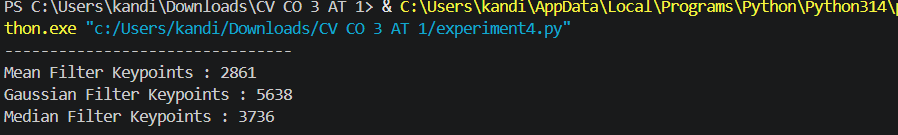 PS C:\Users\kandi\Downloads\CV CO 3 AT 1> & C:\Users\kandi\AppData\Local\Programs\Python\Python314\p
thon.exe "c:/Users/kandi/Downloads/CV CO 3 AT 1/experiment4.py"
--------------------------------
Mean Filter Keypoints : 2861
Gaussian Filter Keypoints : 5638
Median Filter Keypoints : 3736